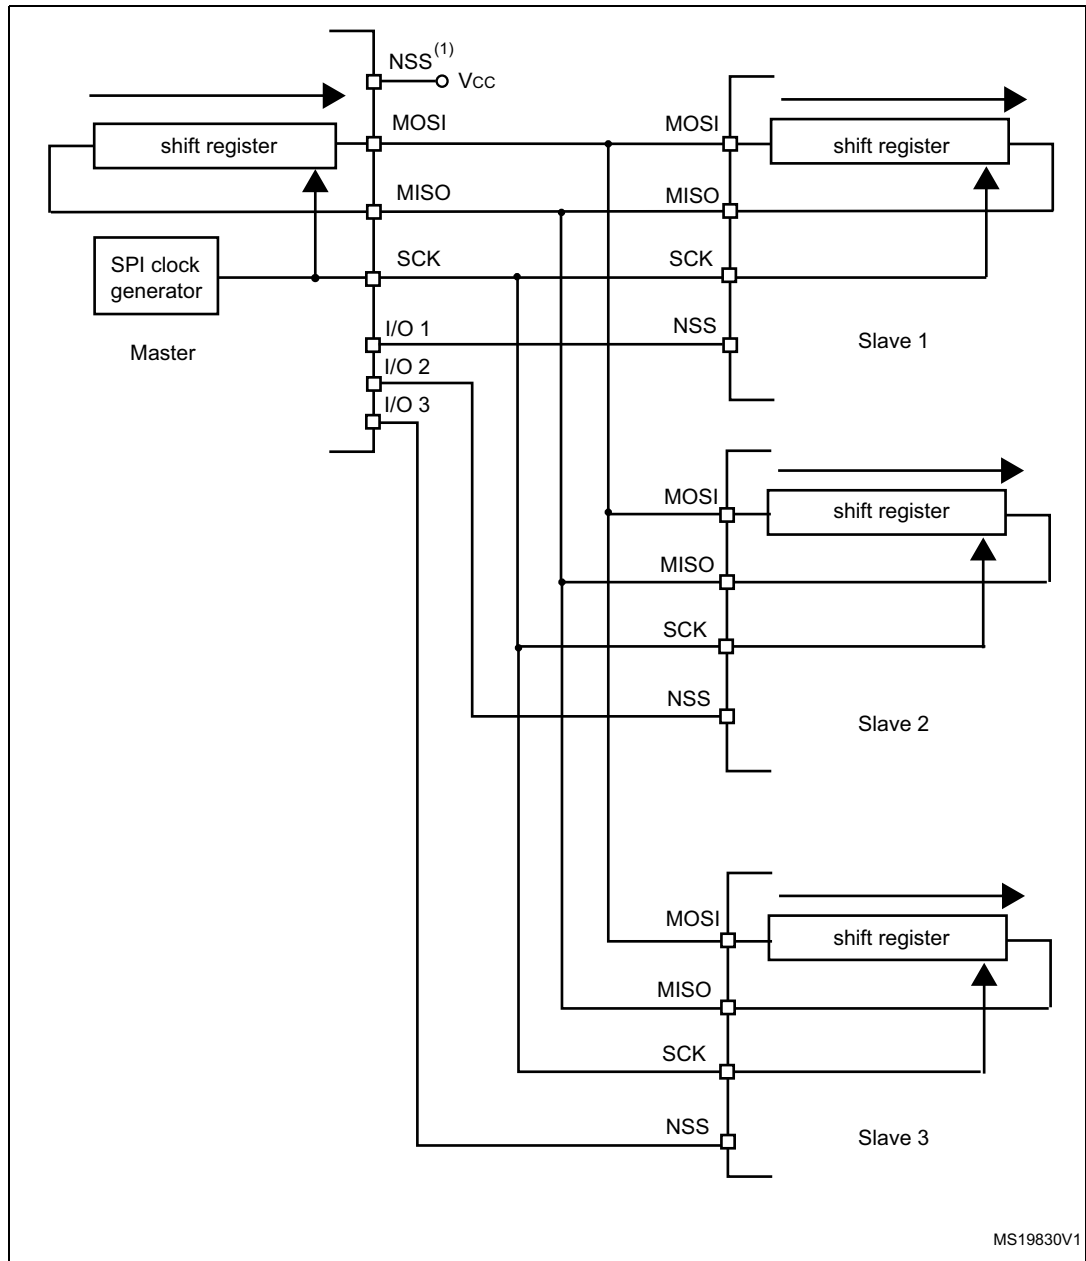 NSS(1)
Vcc
MOSI
shift register
MISO
SPI clock
generator
SCK
Master
I/O 1
I/O 2
I/O 3
MOSI
shift register
MISO
SCK
NSS
Slave 1
MOSI
shift register
MISO
SCK
NSS
Slave 2
MOSI
shift register
MISO
SCK
NSS
Slave 3
MS19830V1